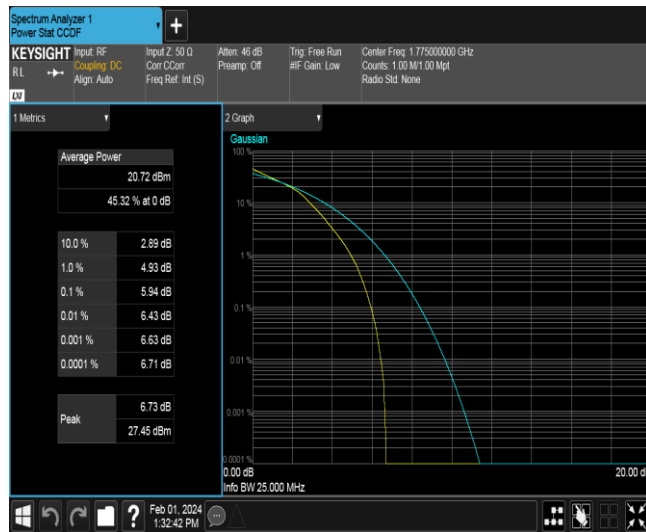 Spectrum Analyzer 1
Power Stat CCDF
+
KEYSIGHT
RL
LXI
Input: RF
Coupling: DC
Align: Auto
Input Z: 50 Ω
Corr CCorr
Freq Ref: Int (S)
Atten: 46 dB
Preamp: Off
Trig: Free Run
#IF Gain: Low
Center Freq: 1.775000000 GHz
Counts: 1.00 M/1.00 Mpt
Radio Std: None
1 Metrics
Average Power
20.72 dBm
45.32 % at 0 dB
10.0 % 2.89 dB
1.0 % 4.93 dB
0.1 % 5.94 dB
0.01 % 6.43 dB
0.001 % 6.63 dB
0.0001 % 6.71 dB
Peak
6.73 dB
27.45 dBm
2 Graph
Gaussian
100 %
10 %
1 %
0.1 %
0.01 %
0.001 %
0.0001 %
0.00 dB
20.00 d
Info BW 25.000 MHz
?
Feb 01, 2024
1:32:42 PM